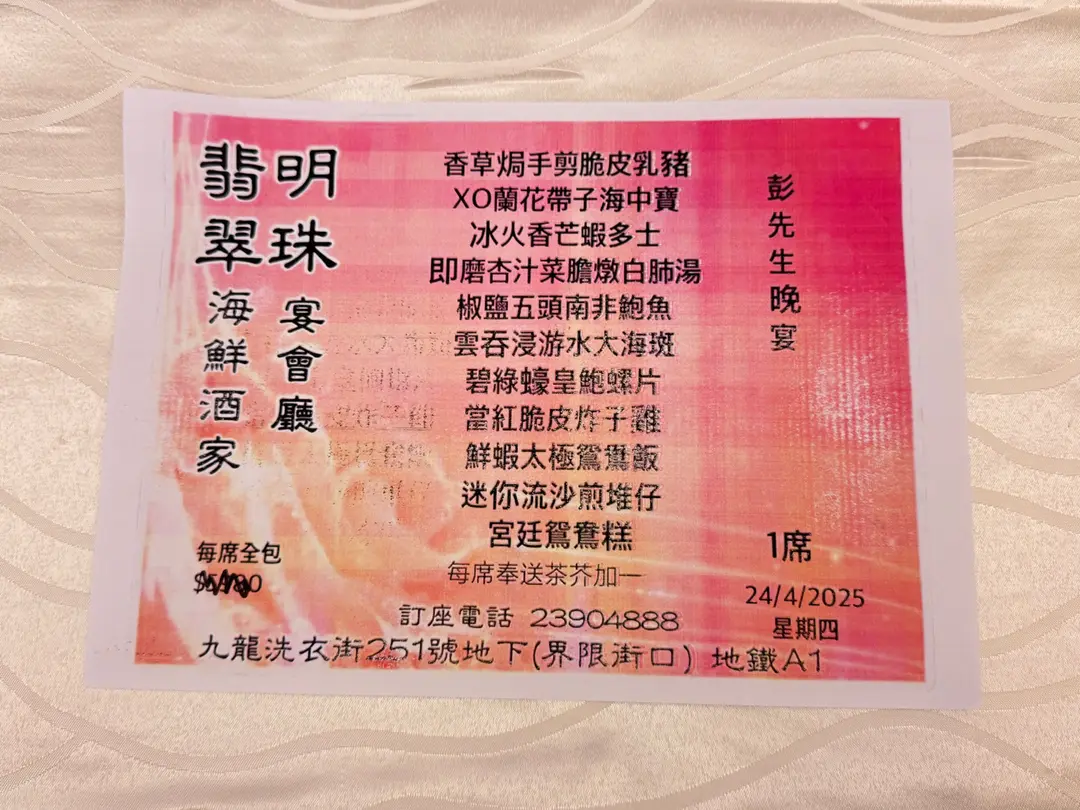 明珠
翡翠
宴會廳
海鮮酒家
香草焗手剪脆皮乳豬
XO蘭花帶子海中寶
冰火香芒蝦多士
即磨杏汁菜膽燉白肺湯
椒鹽五頭南非鮑魚
雲吞浸游水大海斑
碧綠蠔皇鮑螺片
當紅脆皮炸子雞
鮮蝦太極鴛鴦飯
迷你流沙煎堆仔
宮廷鴛鴦糕
每席奉送茶芥加一
彭先生晚宴
1席
24/4/2025
星期四
每席全包
訂座電話 23904888
九龍洗衣街251號地下(界限街口) 地鐵A1